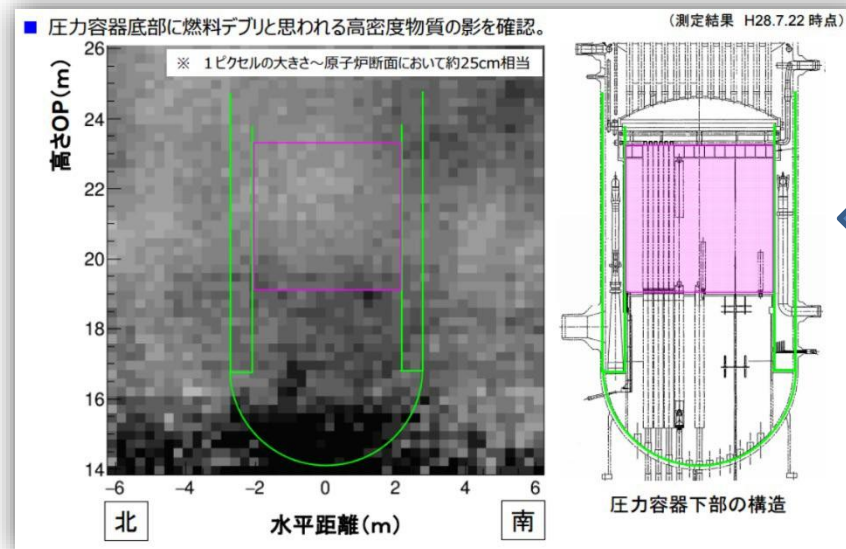 ■ 圧力容器底部に燃料デブリと思われる高密度物質の影を確認。
(測定結果 H28.7.22 時点)
※ 1ピクセルの大きさ～原子炉断面において約25cm相当
高さOP(m)
26
24
22
20
18
16
14
−6 −4 −2 0 2 4 6
北 水平距離(m) 南
圧力容器下部の構造